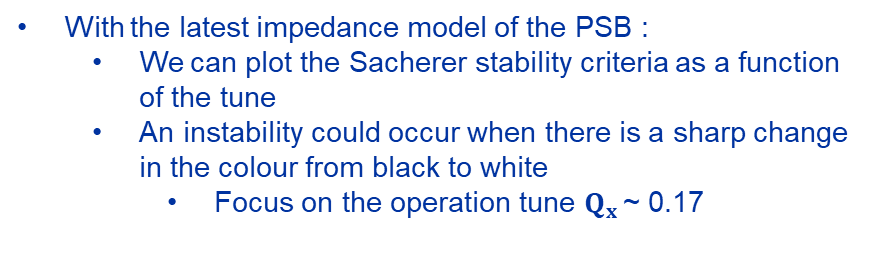 • With the latest impedance model of the PSB :
• We can plot the Sacherer stability criteria as a function
of the tune
• An instability could occur when there is a sharp change
in the colour from black to white
• Focus on the operation tune Qₓ ~ 0.17